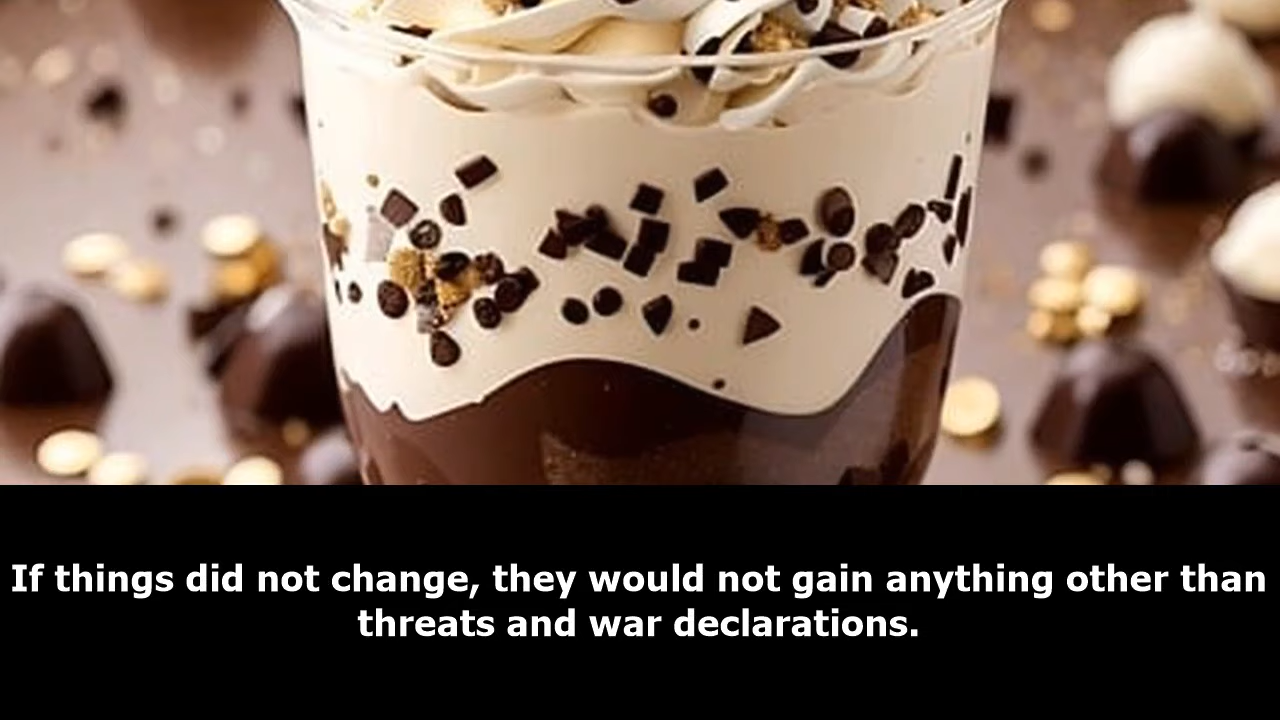 If things did not change, they would not gain anything other than
threats and war declarations.